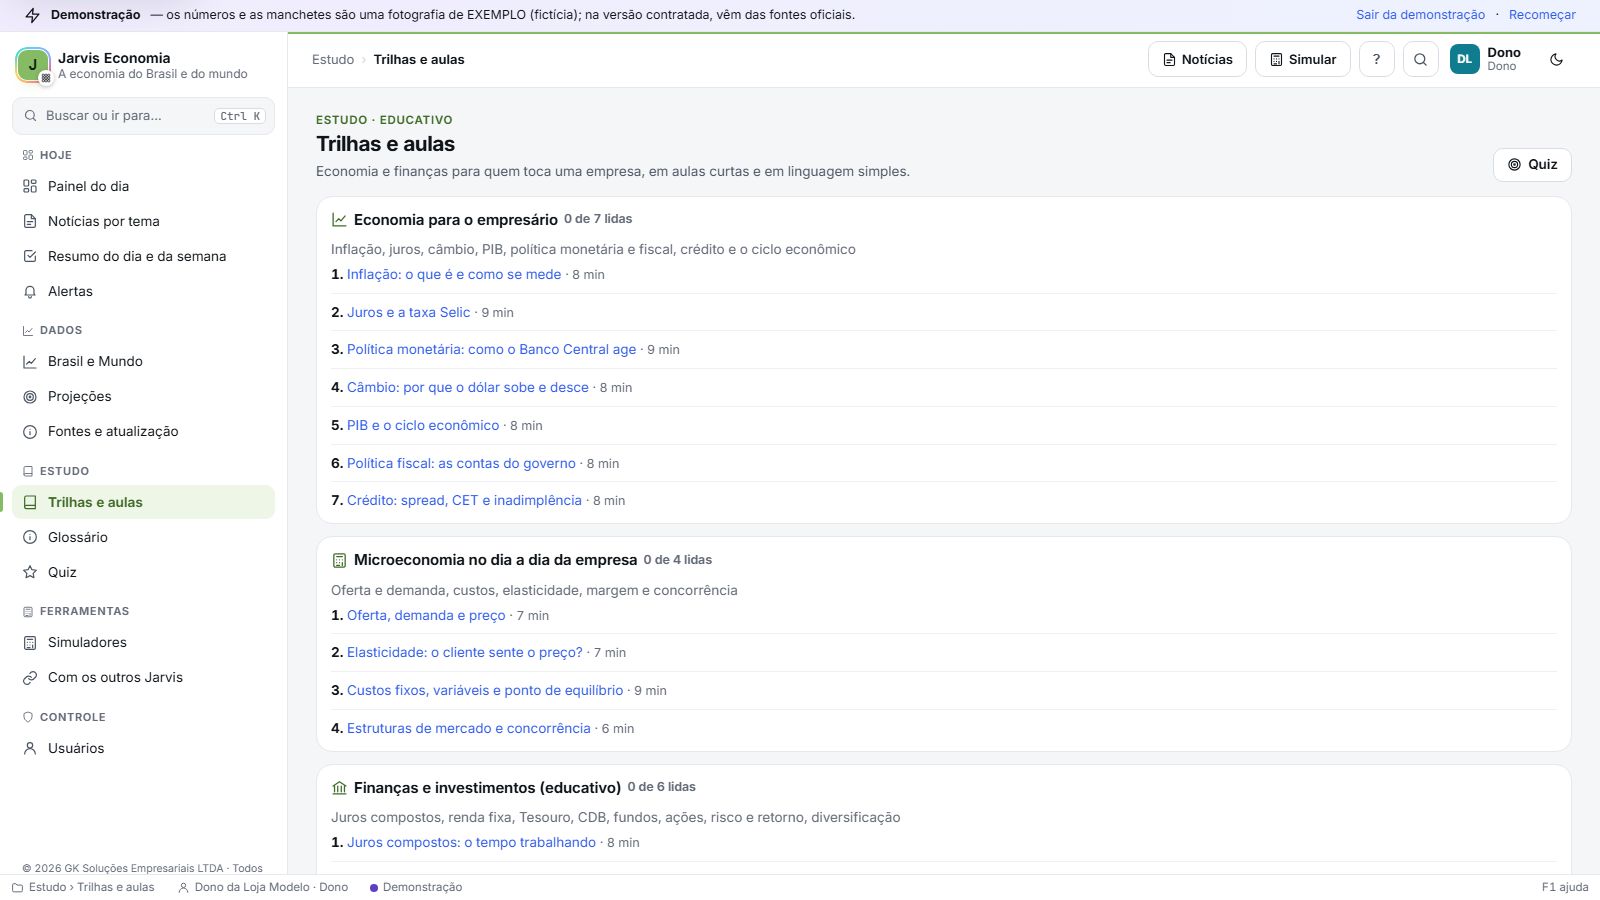 Demonstração — os números e as manchetes são uma fotografia de EXEMPLO (fictícia); na versão contratada, vêm das fontes oficiais.
Sair da demonstração · Recomeçar
J
Jarvis Economia
A economia do Brasil e do mundo
Buscar ou ir para... Ctrl K
HOJE
Painel do dia
Notícias por tema
Resumo do dia e da semana
Alertas
DADOS
Brasil e Mundo
Projeções
Fontes e atualização
ESTUDO
Trilhas e aulas
Glossário
Quiz
FERRAMENTAS
Simuladores
Com os outros Jarvis
CONTROLE
Usuários
© 2026 GK Soluções Empresariais LTDA · Todos
Estudo › Trilhas e aulas
Notícias
Simular
?
DL
Dono
Dono
ESTUDO · EDUCATIVO
Trilhas e aulas
Economia e finanças para quem toca uma empresa, em aulas curtas e em linguagem simples.
Quiz
Economia para o empresário 0 de 7 lidas
Inflação, juros, câmbio, PIB, política monetária e fiscal, crédito e o ciclo econômico
1. Inflação: o que é e como se mede · 8 min
2. Juros e a taxa Selic · 9 min
3. Política monetária: como o Banco Central age · 9 min
4. Câmbio: por que o dólar sobe e desce · 8 min
5. PIB e o ciclo econômico · 8 min
6. Política fiscal: as contas do governo · 8 min
7. Crédito: spread, CET e inadimplência · 8 min
Microeconomia no dia a dia da empresa 0 de 4 lidas
Oferta e demanda, custos, elasticidade, margem e concorrência
1. Oferta, demanda e preço · 7 min
2. Elasticidade: o cliente sente o preço? · 7 min
3. Custos fixos, variáveis e ponto de equilíbrio · 9 min
4. Estruturas de mercado e concorrência · 6 min
Finanças e investimentos (educativo) 0 de 6 lidas
Juros compostos, renda fixa, Tesouro, CDB, fundos, ações, risco e retorno, diversificação
1. Juros compostos: o tempo trabalhando · 8 min
Estudo › Trilhas e aulas
Dono da Loja Modelo · Dono
Demonstração
F1 ajuda